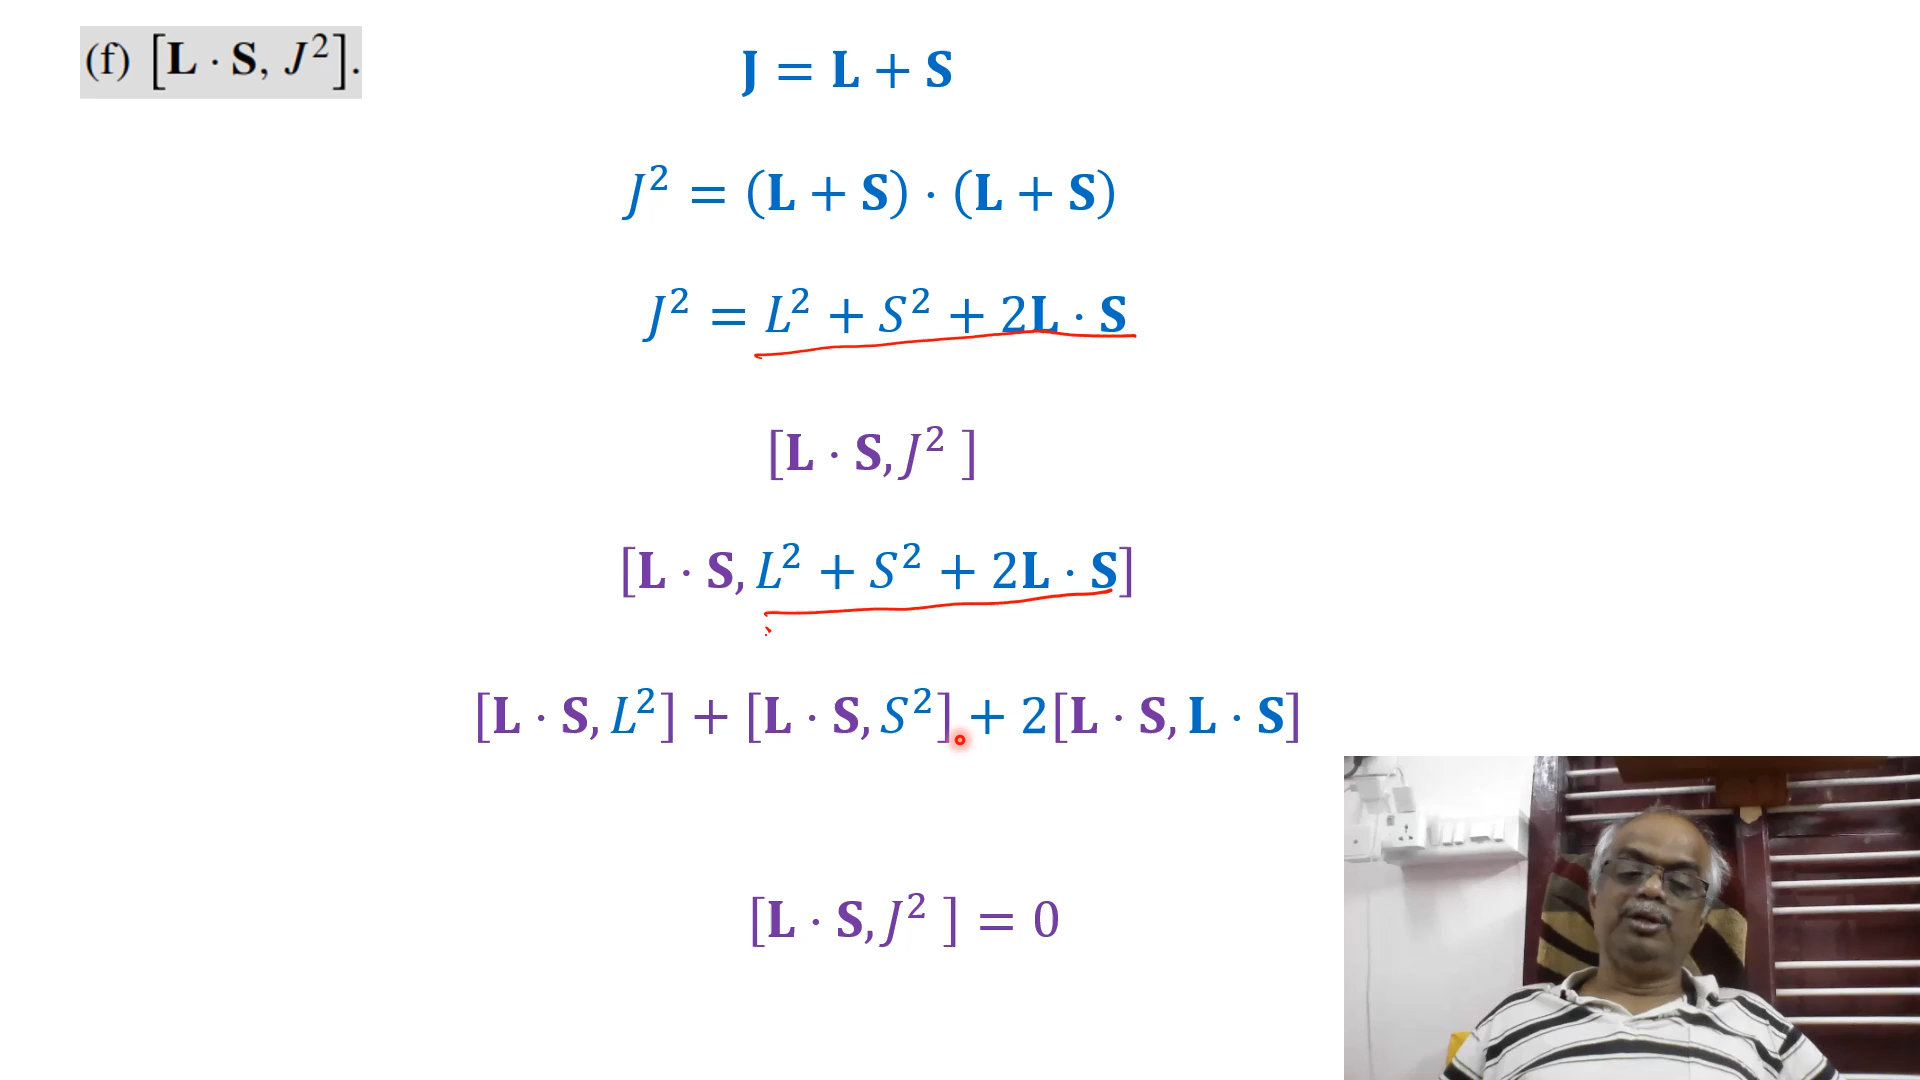 (f) [L · S, J²].
J = L + S
J² = (L + S) · (L + S)
J² = L² + S² + 2L · S
[L · S, J² ]
[L · S, L² + S² + 2L · S]
[L · S, L²] + [L · S, S²] + 2[L · S, L · S]
[L · S, J² ] = 0